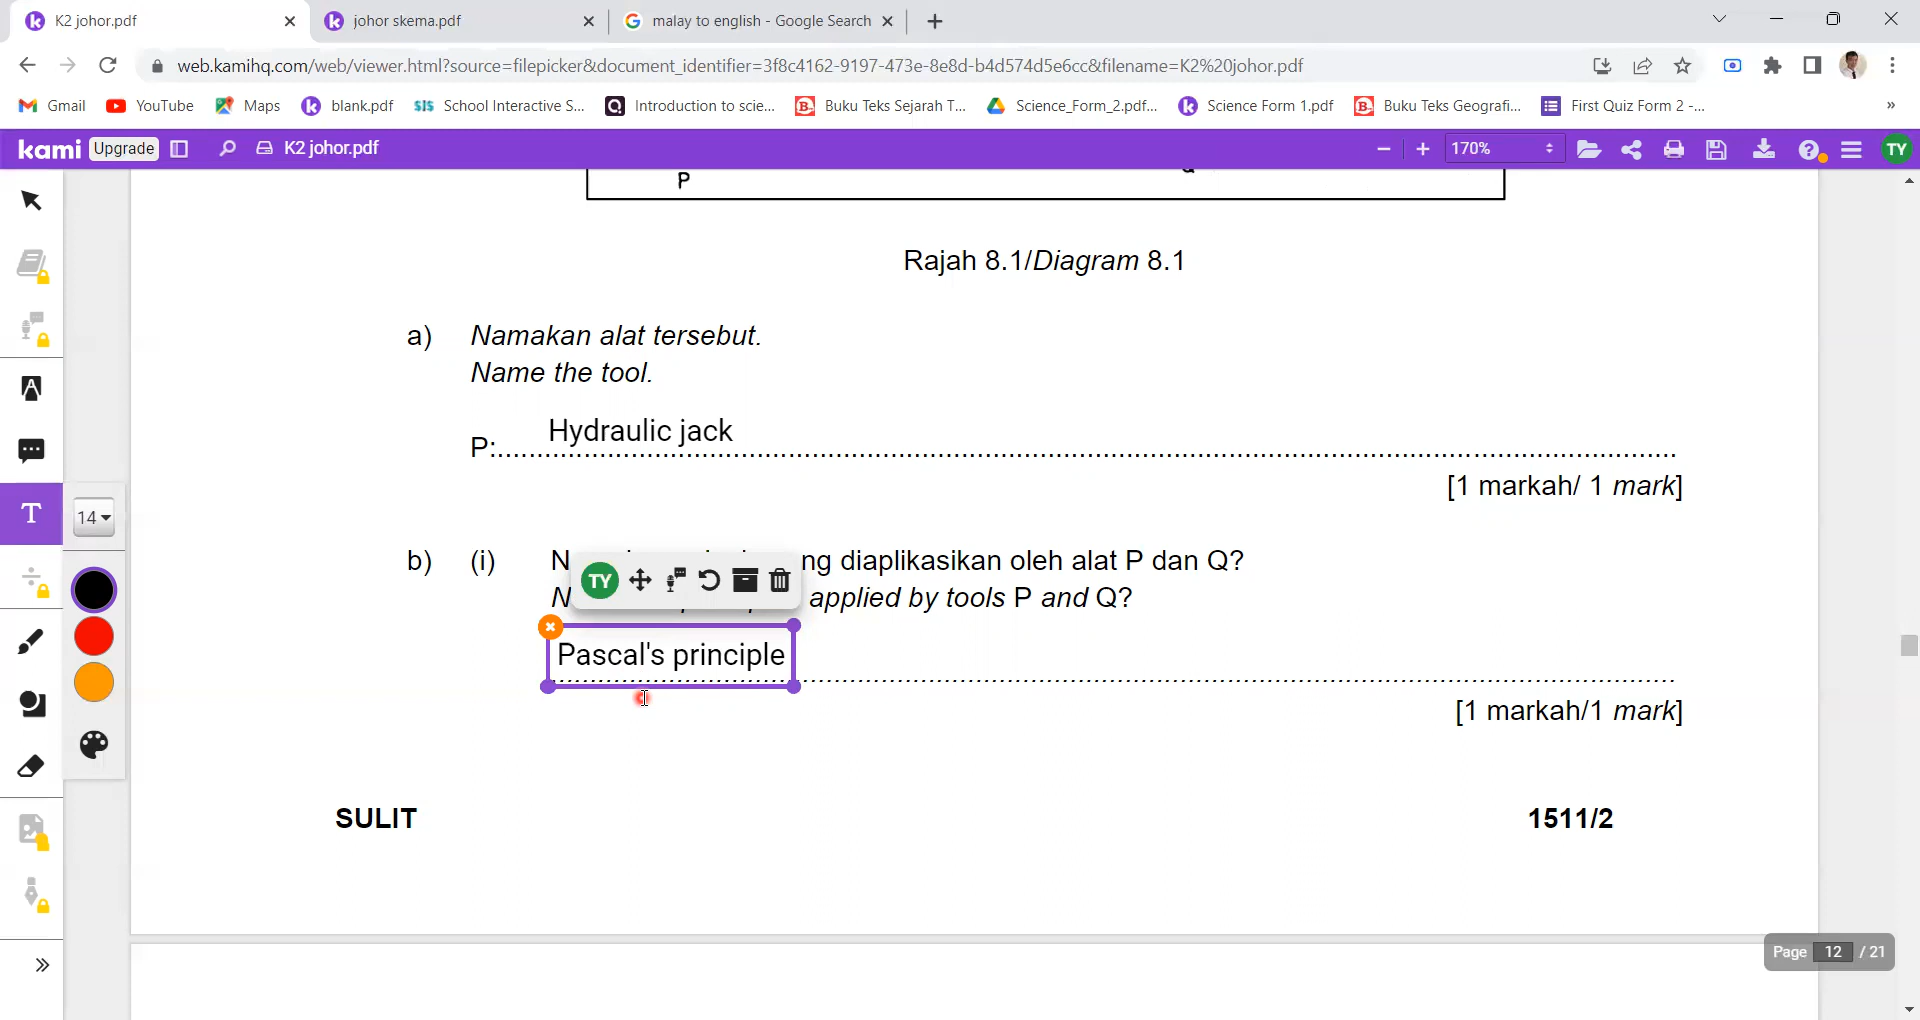 K2 johor.pdf
johor skema.pdf
malay to english - Google Search
web.kamihq.com/web/viewer.html?source=filepicker&document_identifier=3f8c4162-9197-473e-8e8d-b4d574d5e6cc&filename=K2%20johor.pdf
Gmail YouTube Maps blank.pdf School Interactive S... Introduction to scie... Buku Teks Sejarah T... Science_Form_2.pdf... Science Form 1.pdf Buku Teks Geografi... First Quiz Form 2 -... »
kami Upgrade K2 johor.pdf 170% TY
P
Rajah 8.1/Diagram 8.1
a) Namakan alat tersebut.
Name the tool.
Hydraulic jack
P:
[1 markah/ 1 mark]
T 14
b) (i) N ng diaplikasikan oleh alat P dan Q?
TY
N applied by tools P and Q?
Pascal's principle
[1 markah/1 mark]
SULIT 1511/2
Page 12 / 21